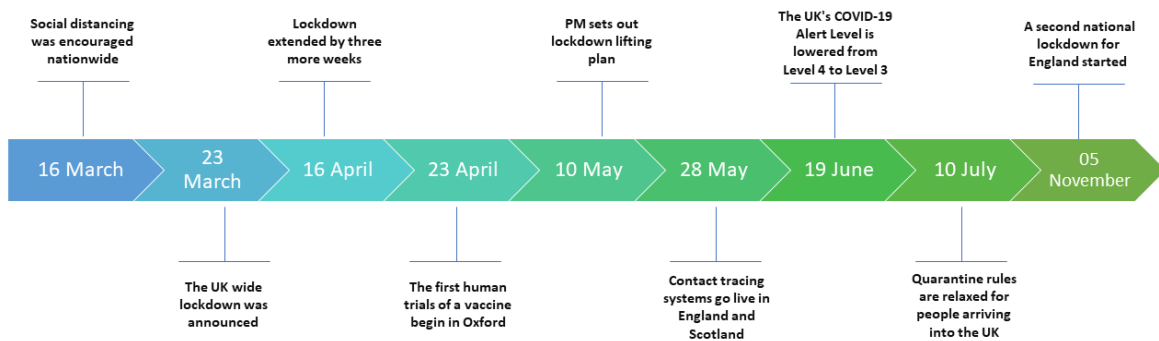 Social distancing
was encouraged
nationwide
Lockdown
extended by three
more weeks
PM sets out
lockdown lifting
plan
The UK's COVID-19
Alert Level is
lowered from
Level 4 to Level 3
A second national
lockdown for
England started
16 March
23
March
16 April
23 April
10 May
28 May
19 June
10 July
05
November
The UK wide
lockdown was
announced
The first human
trials of a vaccine
begin in Oxford
Contact tracing
systems go live in
England and
Scotland
Quarantine rules
are relaxed for
people arriving
into the UK